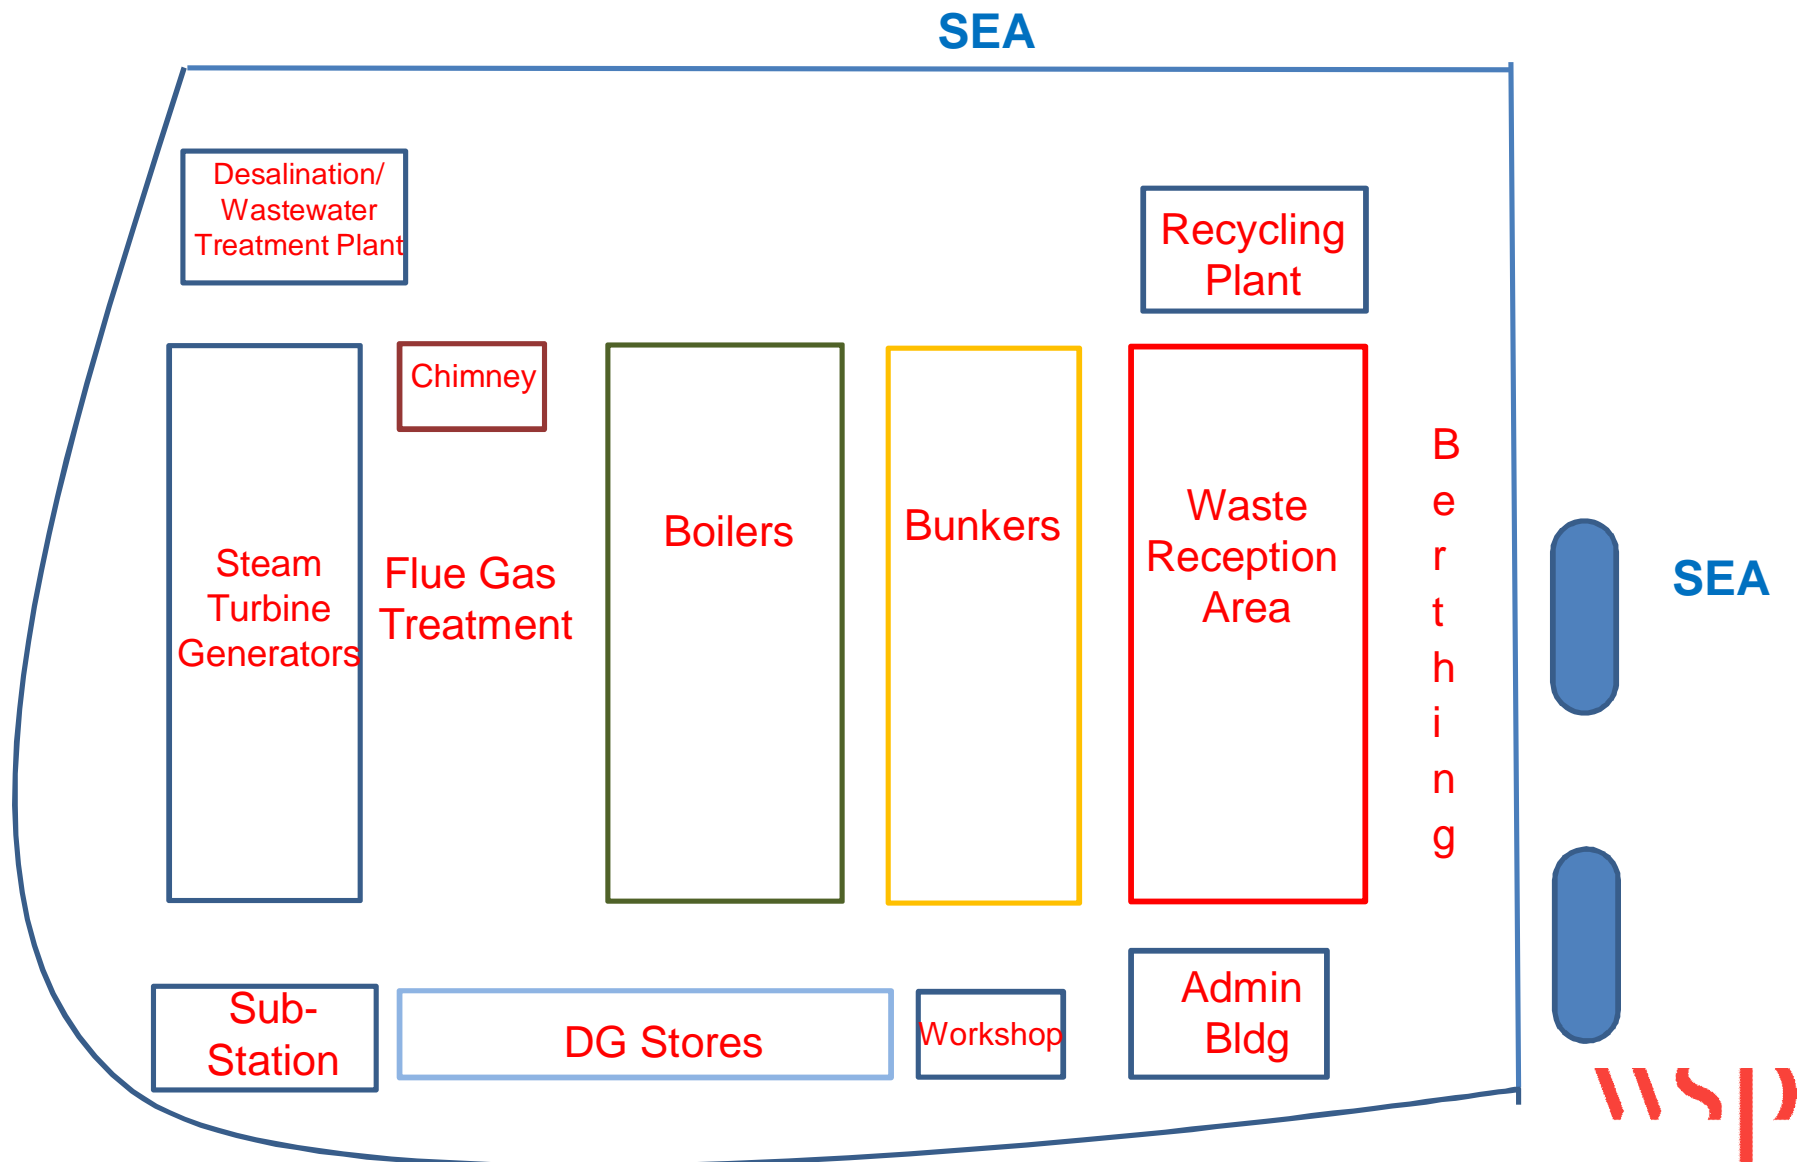 SEA
Desalination/
Wastewater
Treatment Plant
Recycling
Plant
Chimney
Steam
Turbine
Generators
Flue Gas
Treatment
Boilers
Bunkers
Waste
Reception
Area
B
e
r
t
h
i
n
g
SEA
Sub-
Station
DG Stores
Workshop
Admin
Bldg
wsp